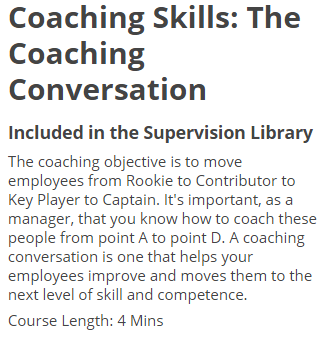 Coaching Skills: The
Coaching
Conversation
Included in the Supervision Library
The coaching objective is to move
employees from Rookie to Contributor to
Key Player to Captain. It's important, as a
manager, that you know how to coach these
people from point A to point D. A coaching
conversation is one that helps your
employees improve and moves them to the
next level of skill and competence.
Course Length: 4 Mins